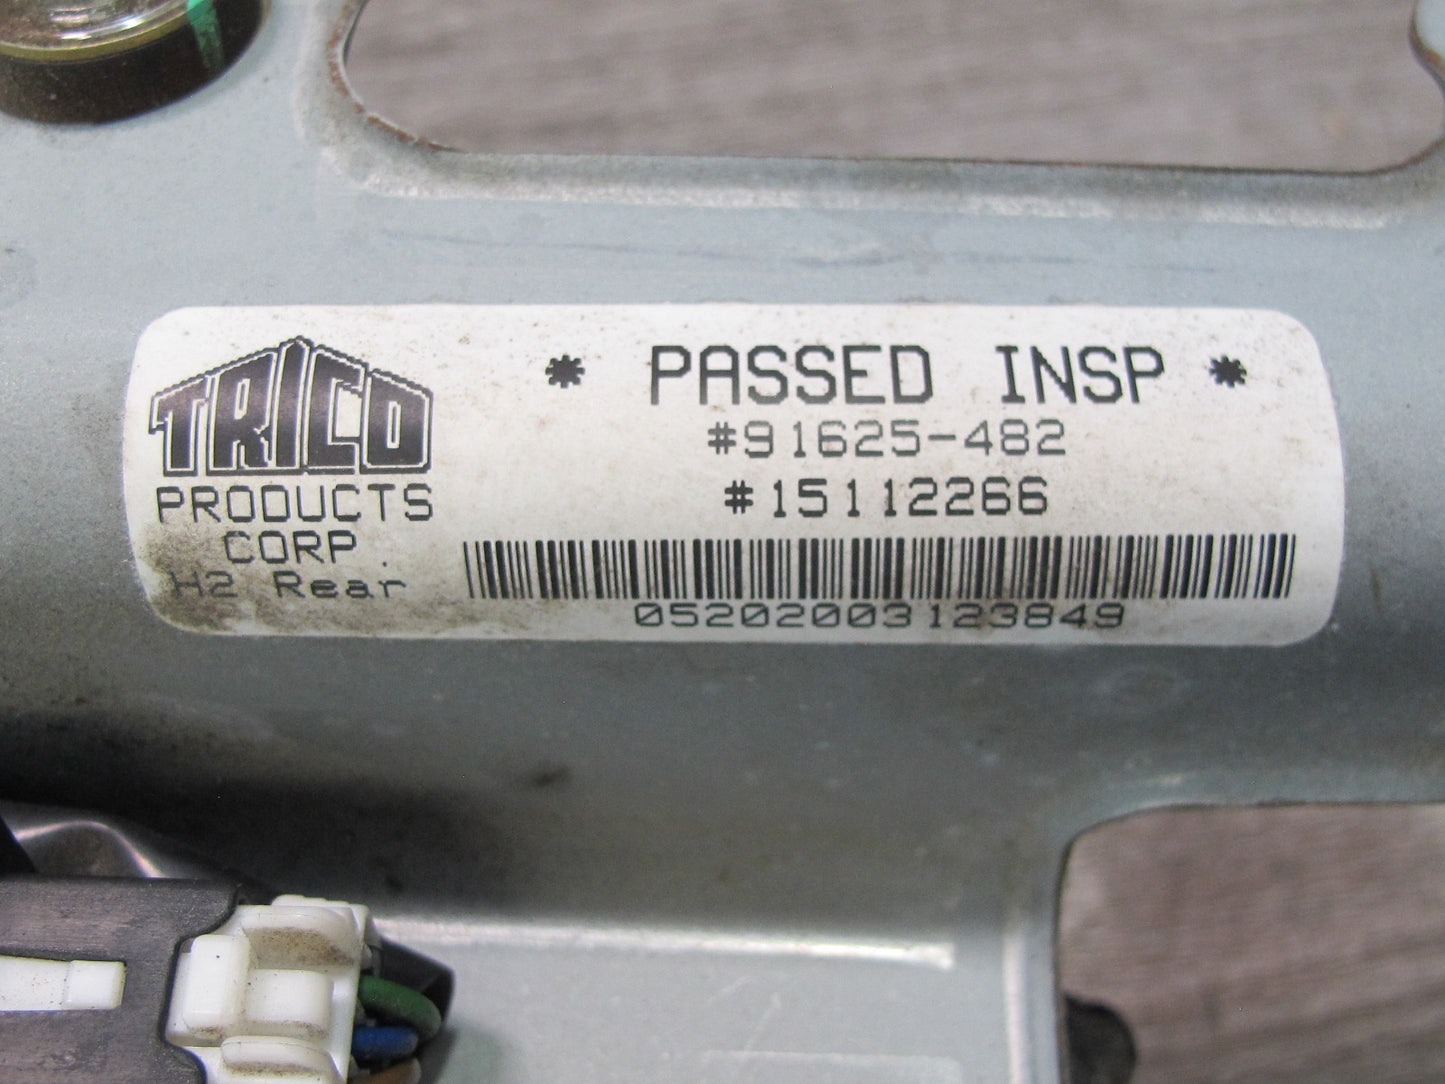 TRICO
PRODUCTS
CORP.
H2 Rear
* PASSED INSP *
#91625-482
#15112266
05202003123849